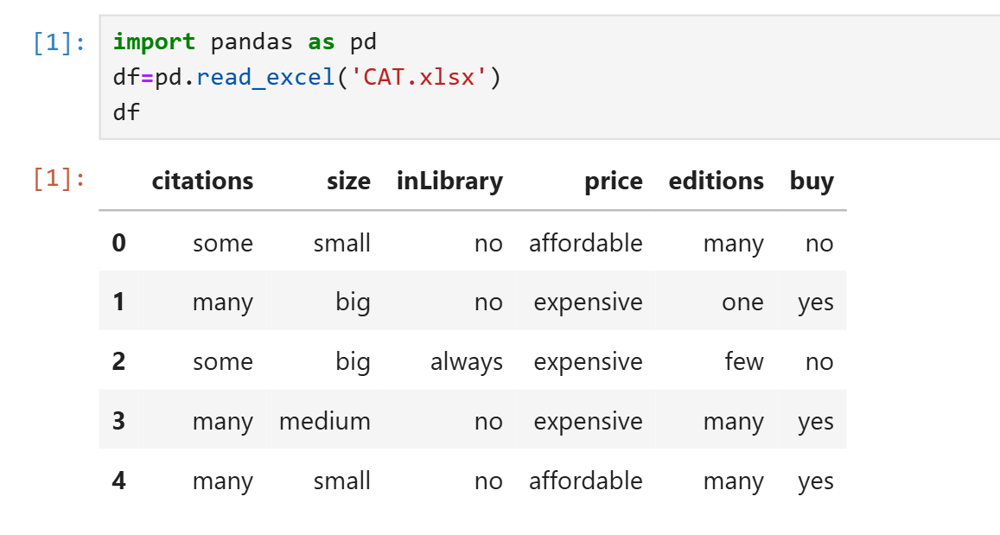 [1]: import pandas as pd
df=pd.read_excel('CAT.xlsx')
df
[1]: citations size inLibrary price editions buy
0 some small no affordable many no
1 many big no expensive one yes
2 some big always expensive few no
3 many medium no expensive many yes
4 many small no affordable many yes